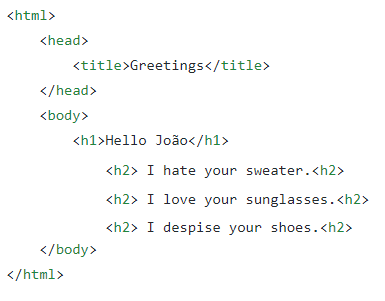 <html>
<head>
<title>Greetings</title>
</head>
<body>
<h1>Hello João</h1>
<h2> I hate your sweater.<h2>
<h2> I love your sunglasses.<h2>
<h2> I despise your shoes.<h2>
</body>
</html>